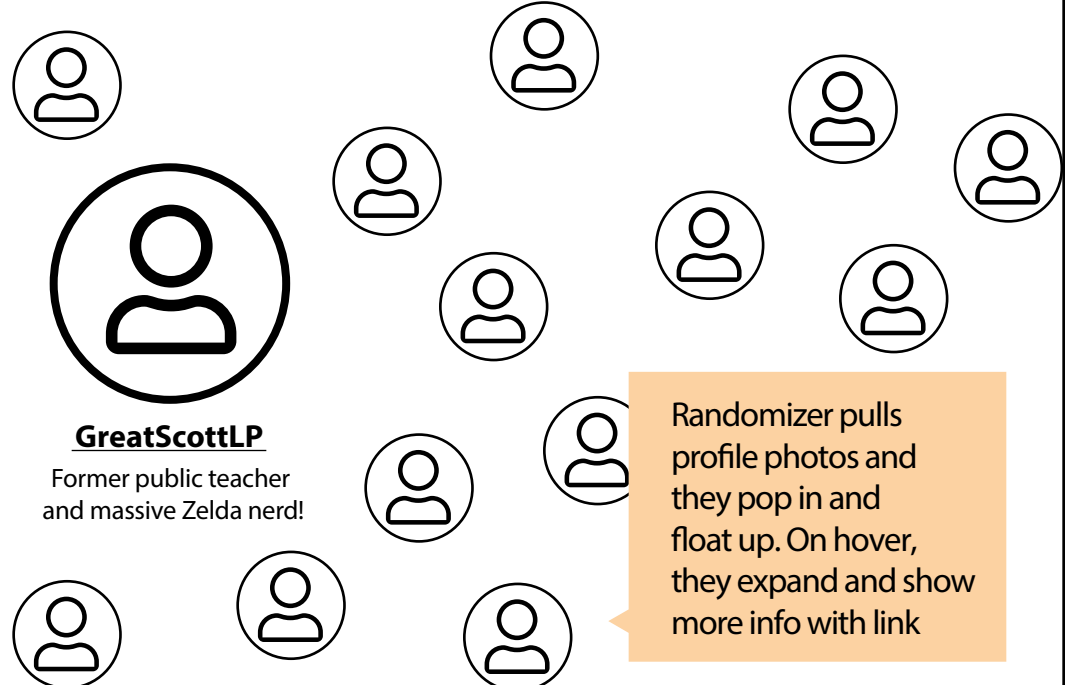 GreatScottLP
Former public teacher
and massive Zelda nerd!
Randomizer pulls
profile photos and
they pop in and
float up. On hover,
they expand and show
more info with link